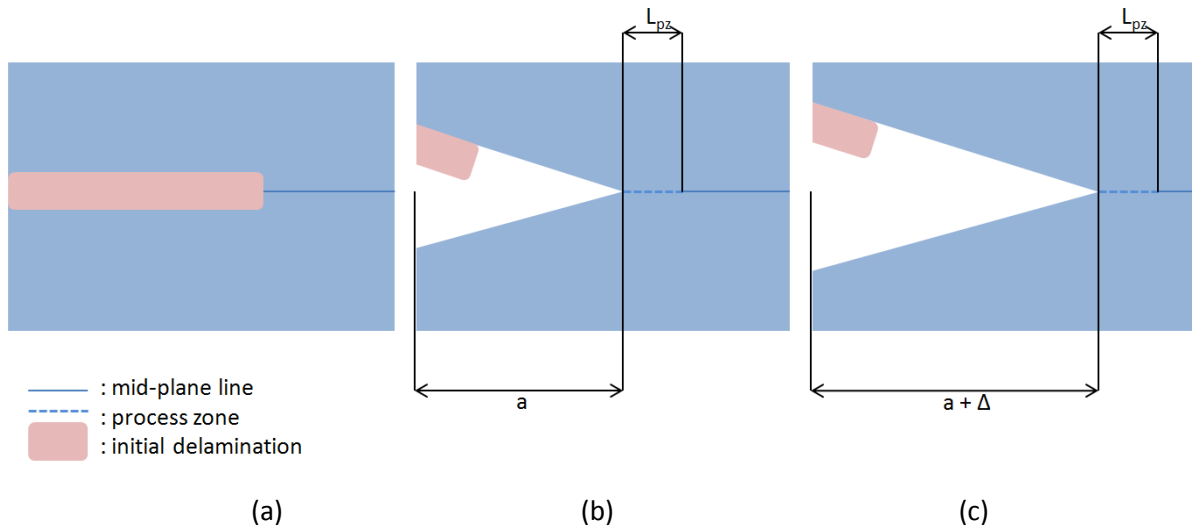 Lpz
Lpz
a
a + Δ
: mid-plane line
: process zone
: initial delamination
(a)
(b)
(c)